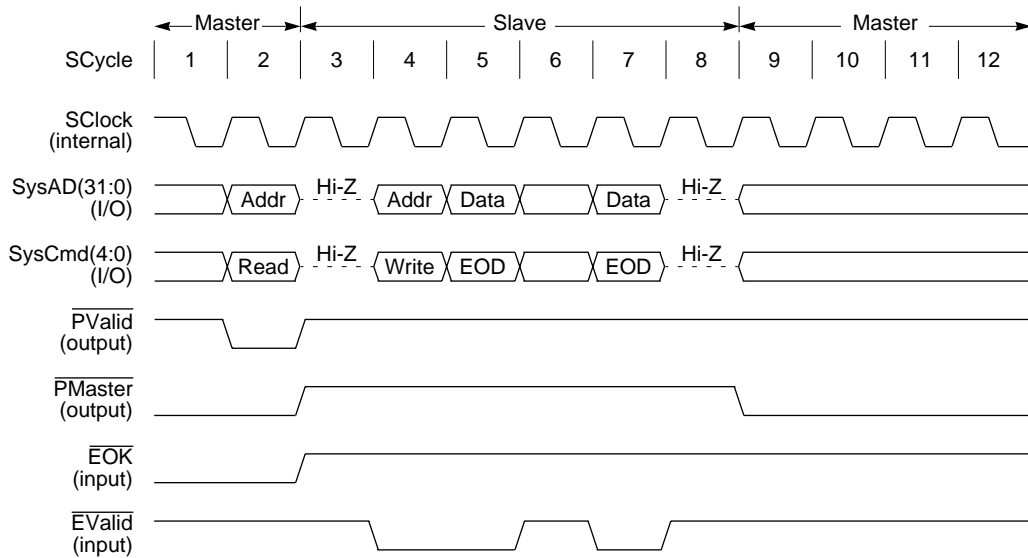 Master Slave Master
SCycle 1 2 3 4 5 6 7 8 9 10 11 12
SClock
(internal)
SysAD(31:0) Addr Hi-Z Addr Data Data Hi-Z
(I/O)
SysCmd(4:0) Read Hi-Z Write EOD EOD Hi-Z
(I/O)
PValid
(output)
PMaster
(output)
EOK
(input)
EValid
(input)